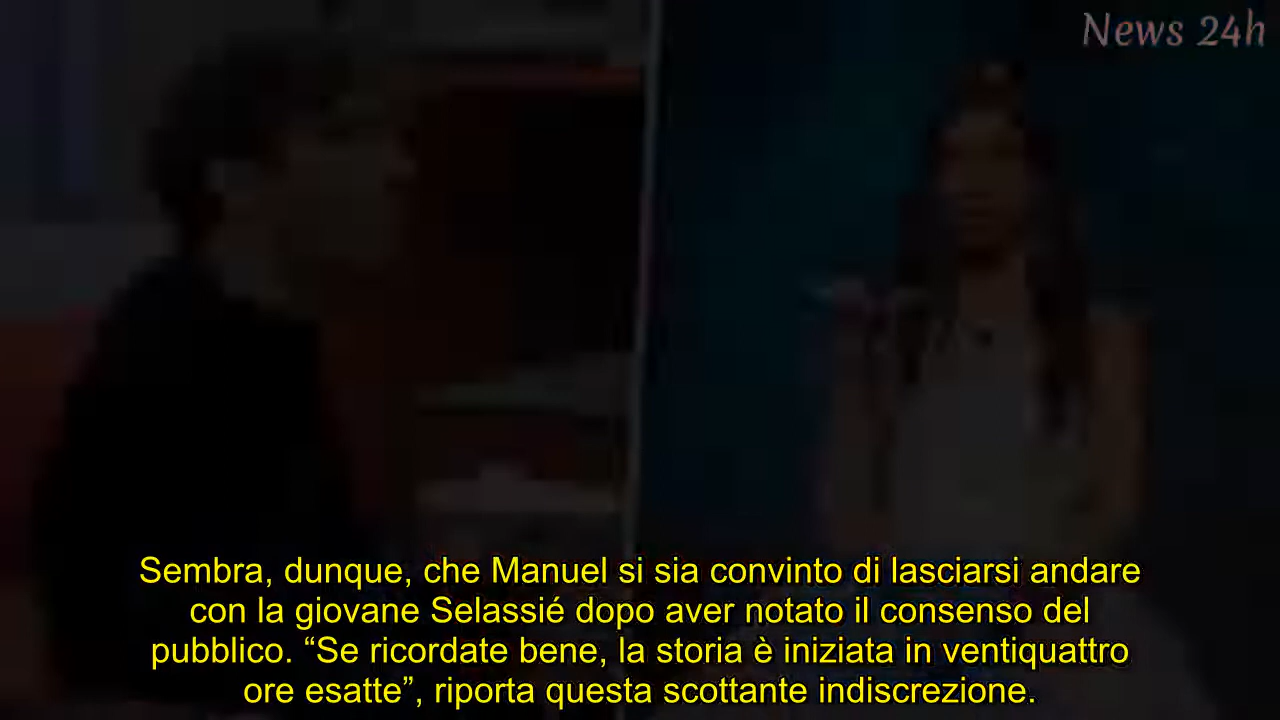 News 24h
Sembra, dunque, che Manuel si sia convinto di lasciarsi andare
con la giovane Selassié dopo aver notato il consenso del
pubblico. “Se ricordate bene, la storia è iniziata in ventiquattro
ore esatte”, riporta questa scottante indiscrezione.